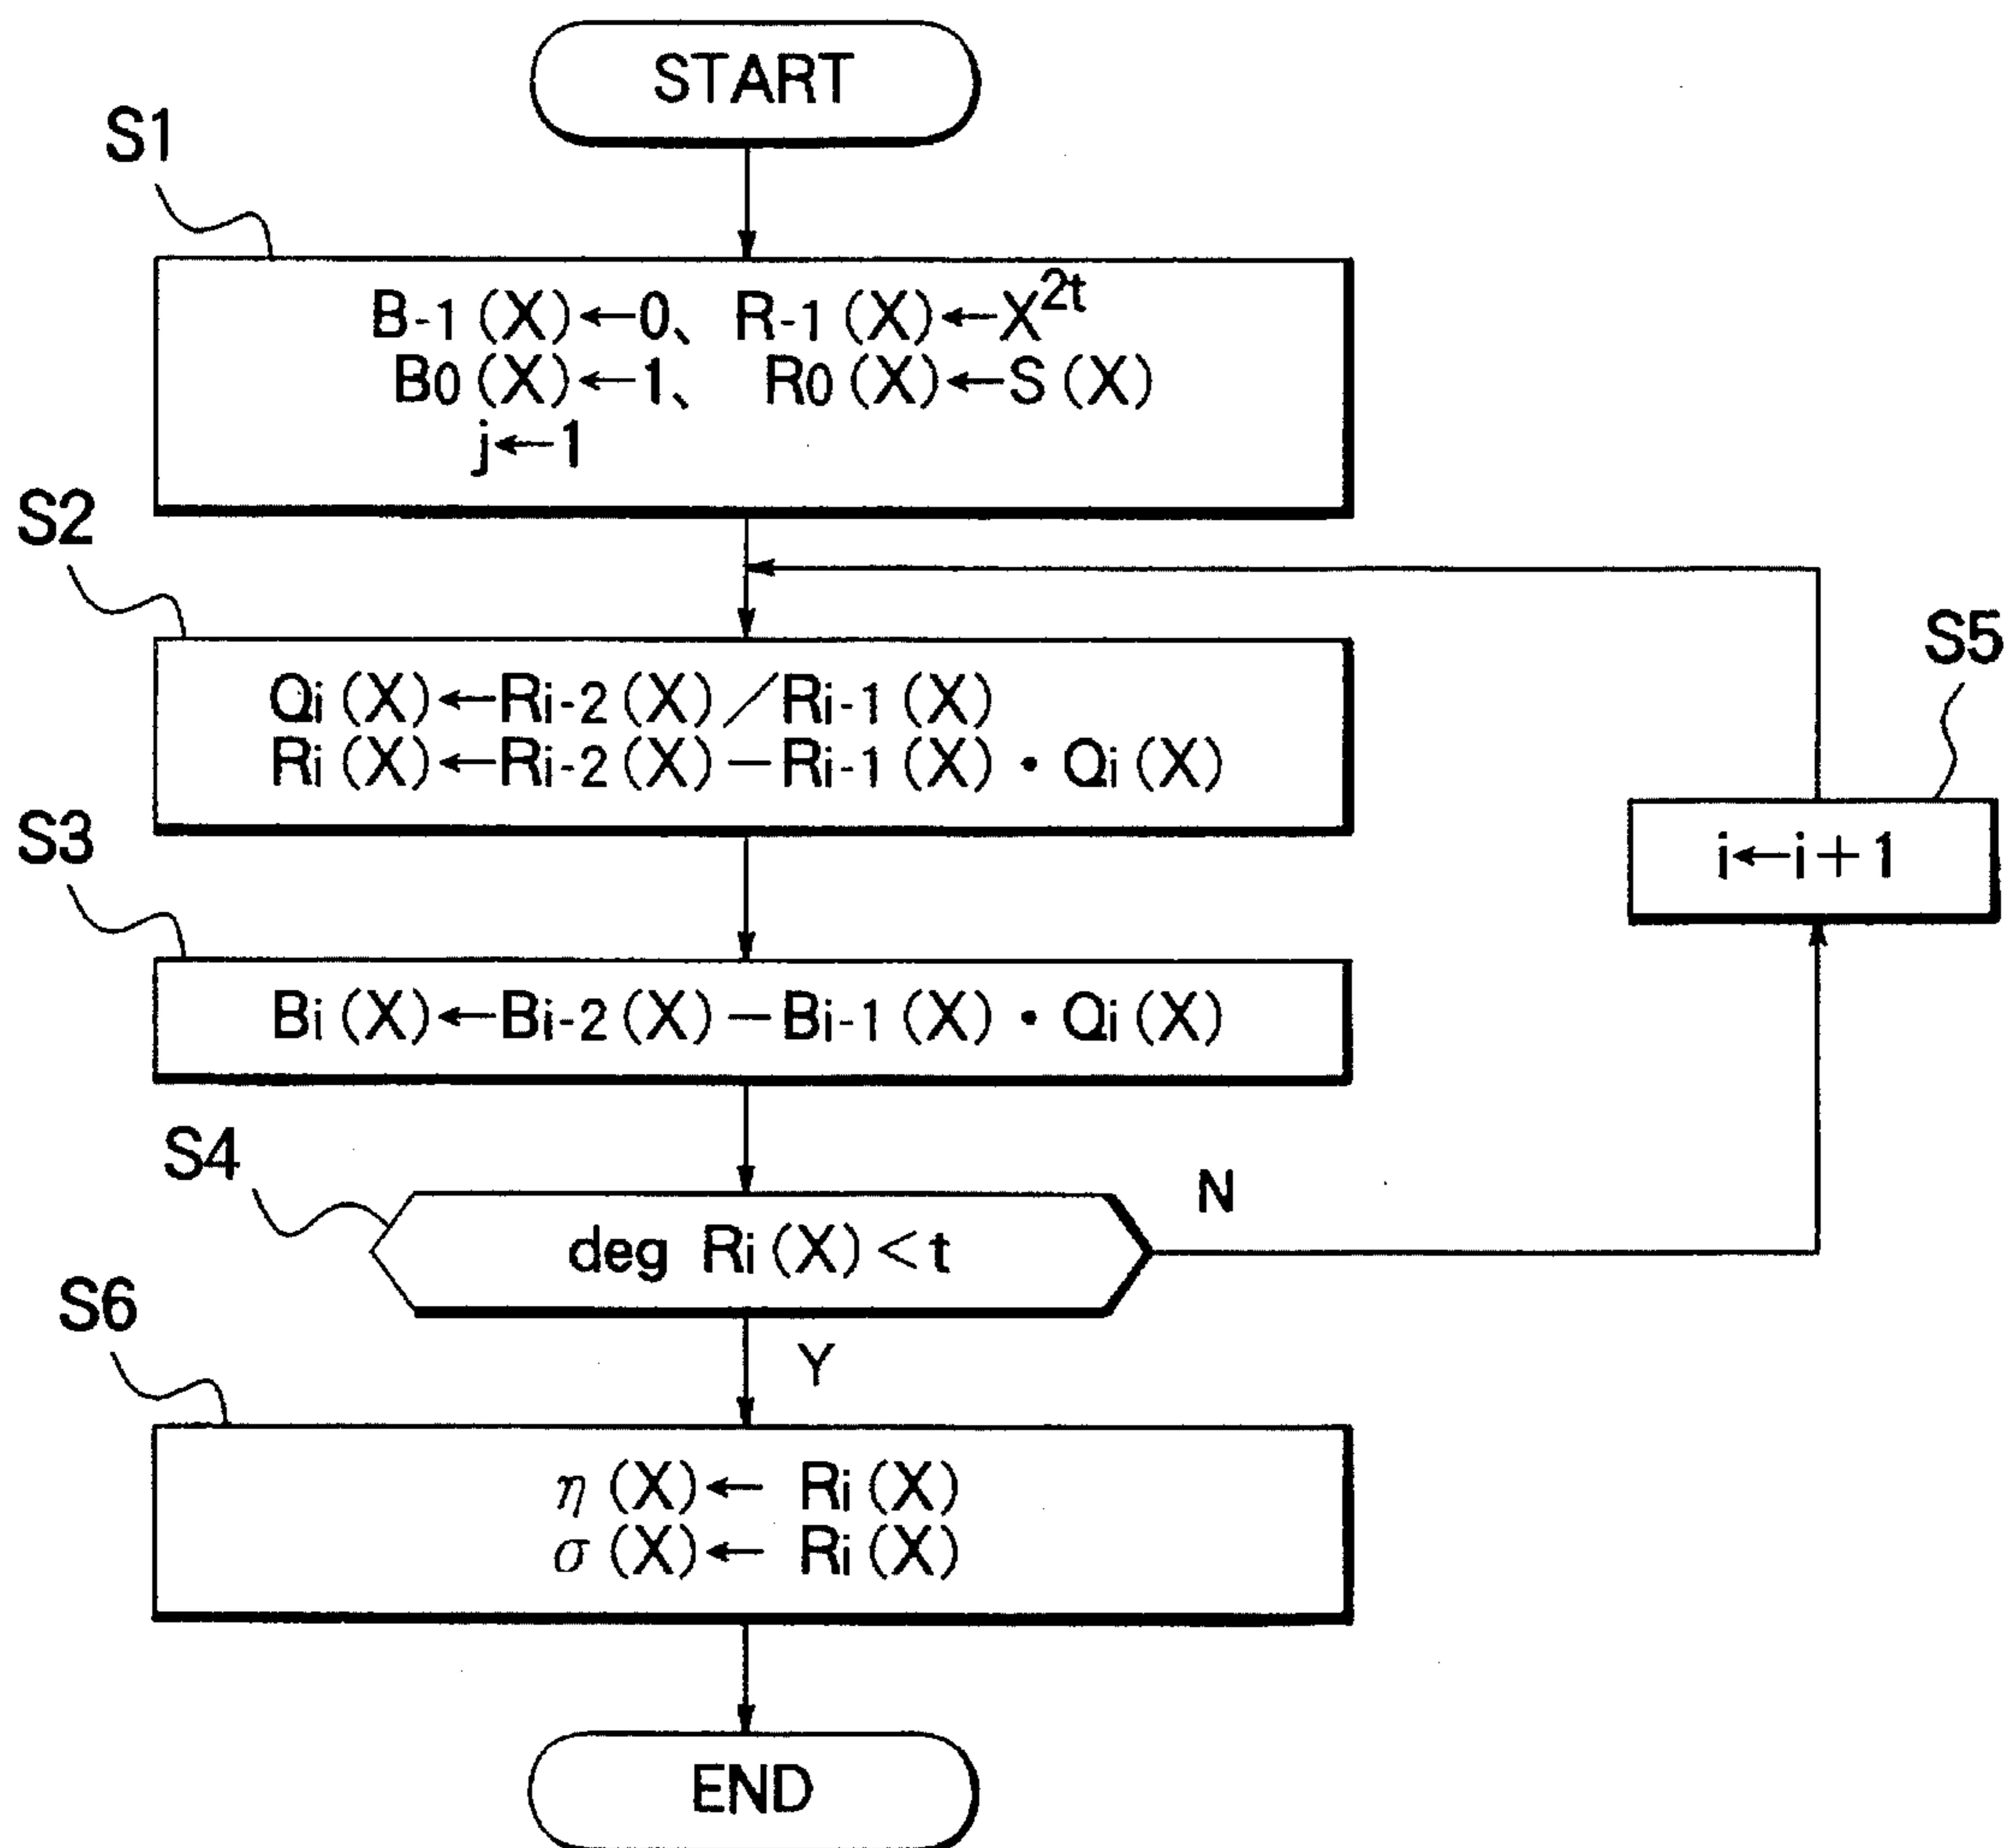 START
S1
B-1(X)←0、 R-1(X)←X^2t
B0(X)←1、 R0(X)←S(X)
j←1
S2
Qi(X)←Ri-2(X)／Ri-1(X)
Ri(X)←Ri-2(X)−Ri-1(X)・Qi(X)
S5
i←i+1
S3
Bi(X)←Bi-2(X)−Bi-1(X)・Qi(X)
S4
deg Ri(X)<t
N
Y
S6
η(X)← Ri(X)
σ(X)← Ri(X)
END